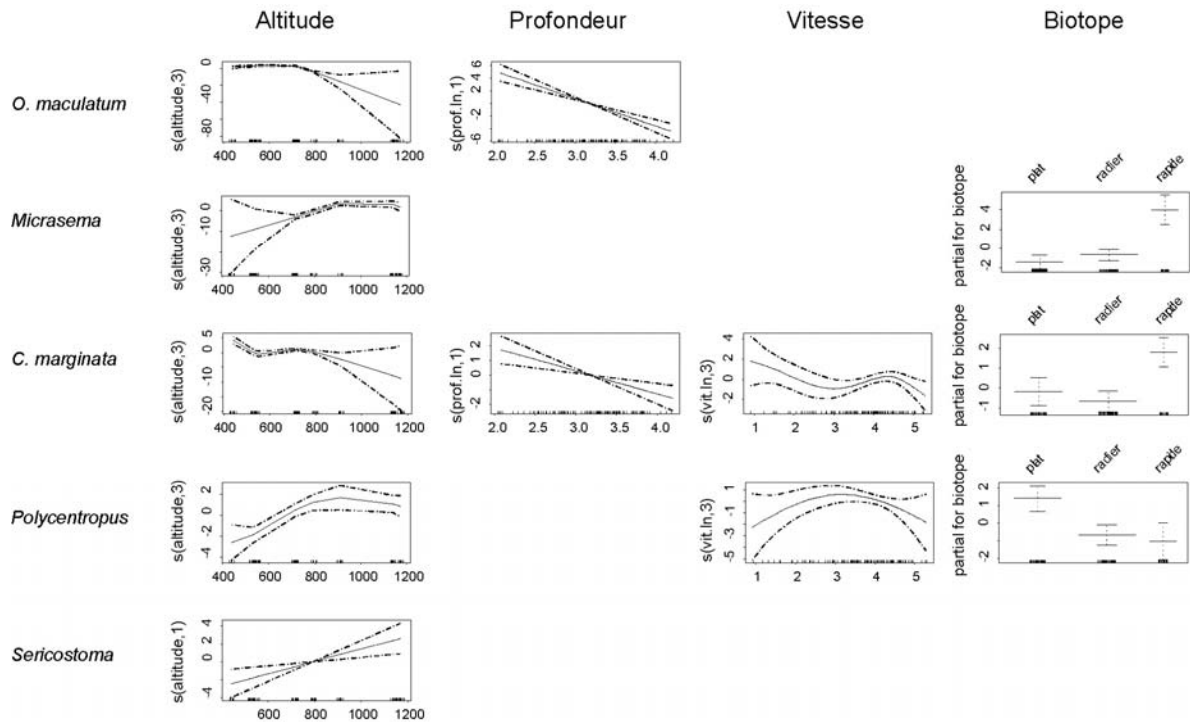 Altitude Profondeur Vitesse Biotope
O. maculatum
s(altitude,3)
0
-40
-80
400 600 800 1000 1200
s(prof.ln,1)
6
4
2
-2
-6
2.0 2.5 3.0 3.5 4.0
Micrasema
s(altitude,3)
0
-10
-30
400 600 800 1000 1200
partial for biotope
plat radier rapide
4
2
0
-2
C. marginata
s(altitude,3)
5
0
-10
-20
400 600 800 1000 1200
s(prof.ln,1)
2
0
-2
2.0 2.5 3.0 3.5 4.0
s(vit.ln,3)
4
2
0
-2
1 2 3 4 5
partial for biotope
plat radier rapide
2
1
0
-1
Polycentropus
s(altitude,3)
2
0
-2
-4
400 600 800 1000 1200
s(vit.ln,3)
1
-1
-3
-5
1 2 3 4 5
partial for biotope
plat radier rapide
2
1
0
-2
Sericostoma
s(altitude,1)
4
2
0
-4
400 600 800 1000 1200